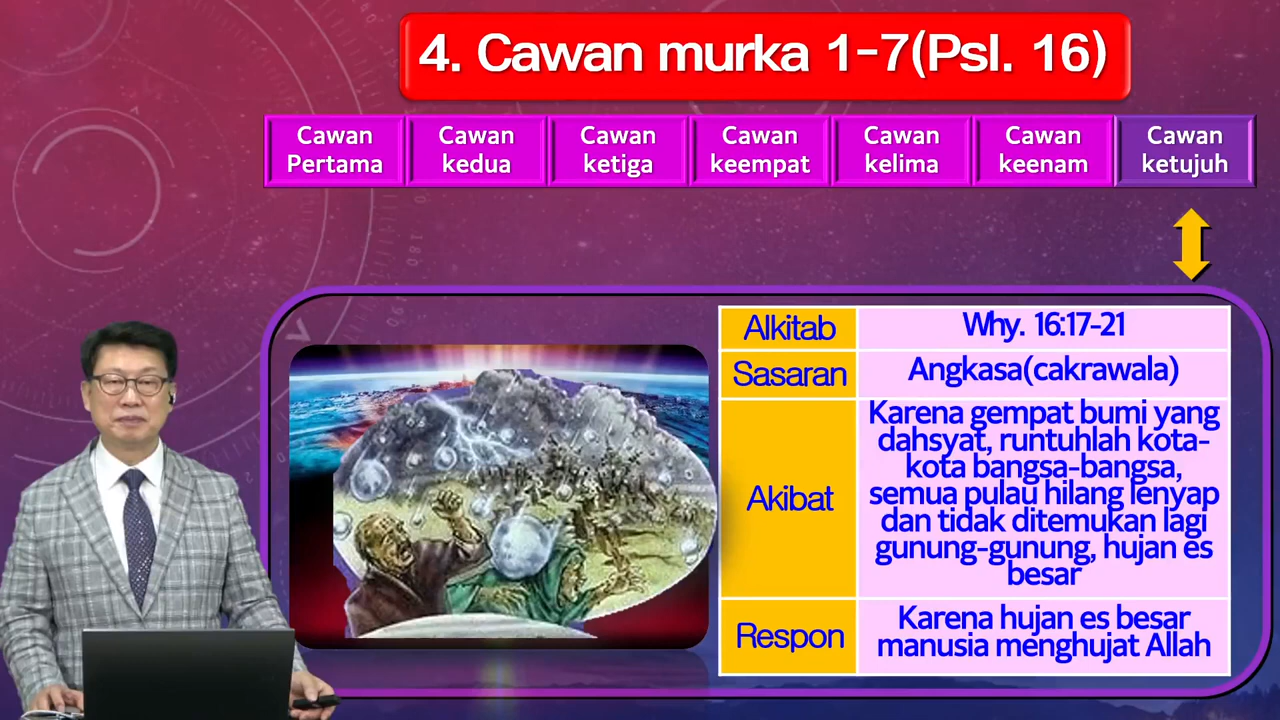 4. Cawan murka 1-7(Psl. 16)
Cawan
Pertama
Cawan
kedua
Cawan
ketiga
Cawan
keempat
Cawan
kelima
Cawan
keenam
Cawan
ketujuh
Alkitab
Why. 16:17-21
Sasaran
Angkasa(cakrawala)
Akibat
Karena gempat bumi yang
dahsyat, runtuhlah kota-
kota bangsa-bangsa,
semua pulau hilang lenyap
dan tidak ditemukan lagi
gunung-gunung, hujan es
besar
Respon
Karena hujan es besar
manusia menghujat Allah